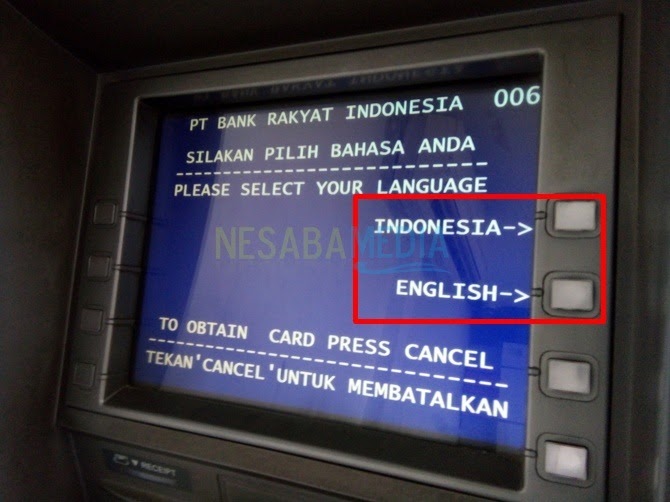 PT BANK RAKYAT INDONESIA 006
SILAKAN PILIH BAHASA ANDA
PLEASE SELECT YOUR LANGUAGE
INDONESIA->
NESABAMEDIA
ENGLISH->
TO OBTAIN CARD PRESS CANCEL
TEKAN'CANCEL'UNTUK MEMBATALKAN
RECEIPT